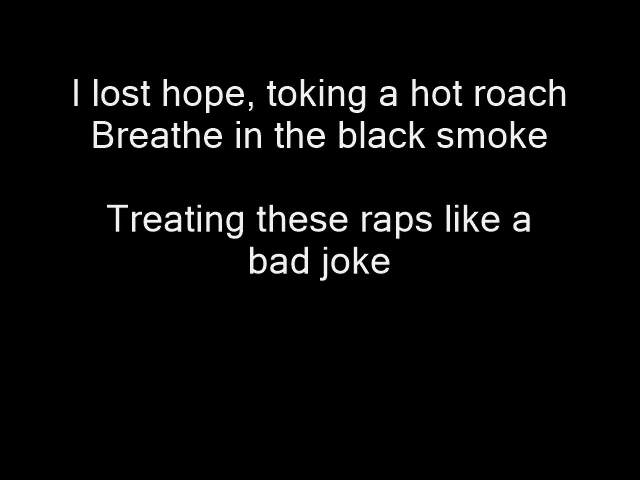 I lost hope, toking a hot roach
Breathe in the black smoke
Treating these raps like a
bad joke